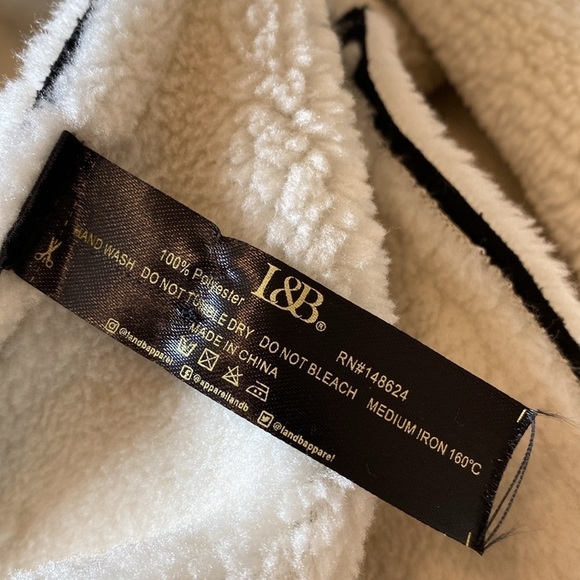 L&B®
100% Polyester RN#148624
HAND WASH DO NOT TUMBLE DRY DO NOT BLEACH MEDIUM IRON 160°C
MADE IN CHINA
@landbapparel
@apparellandb
@landbapparel